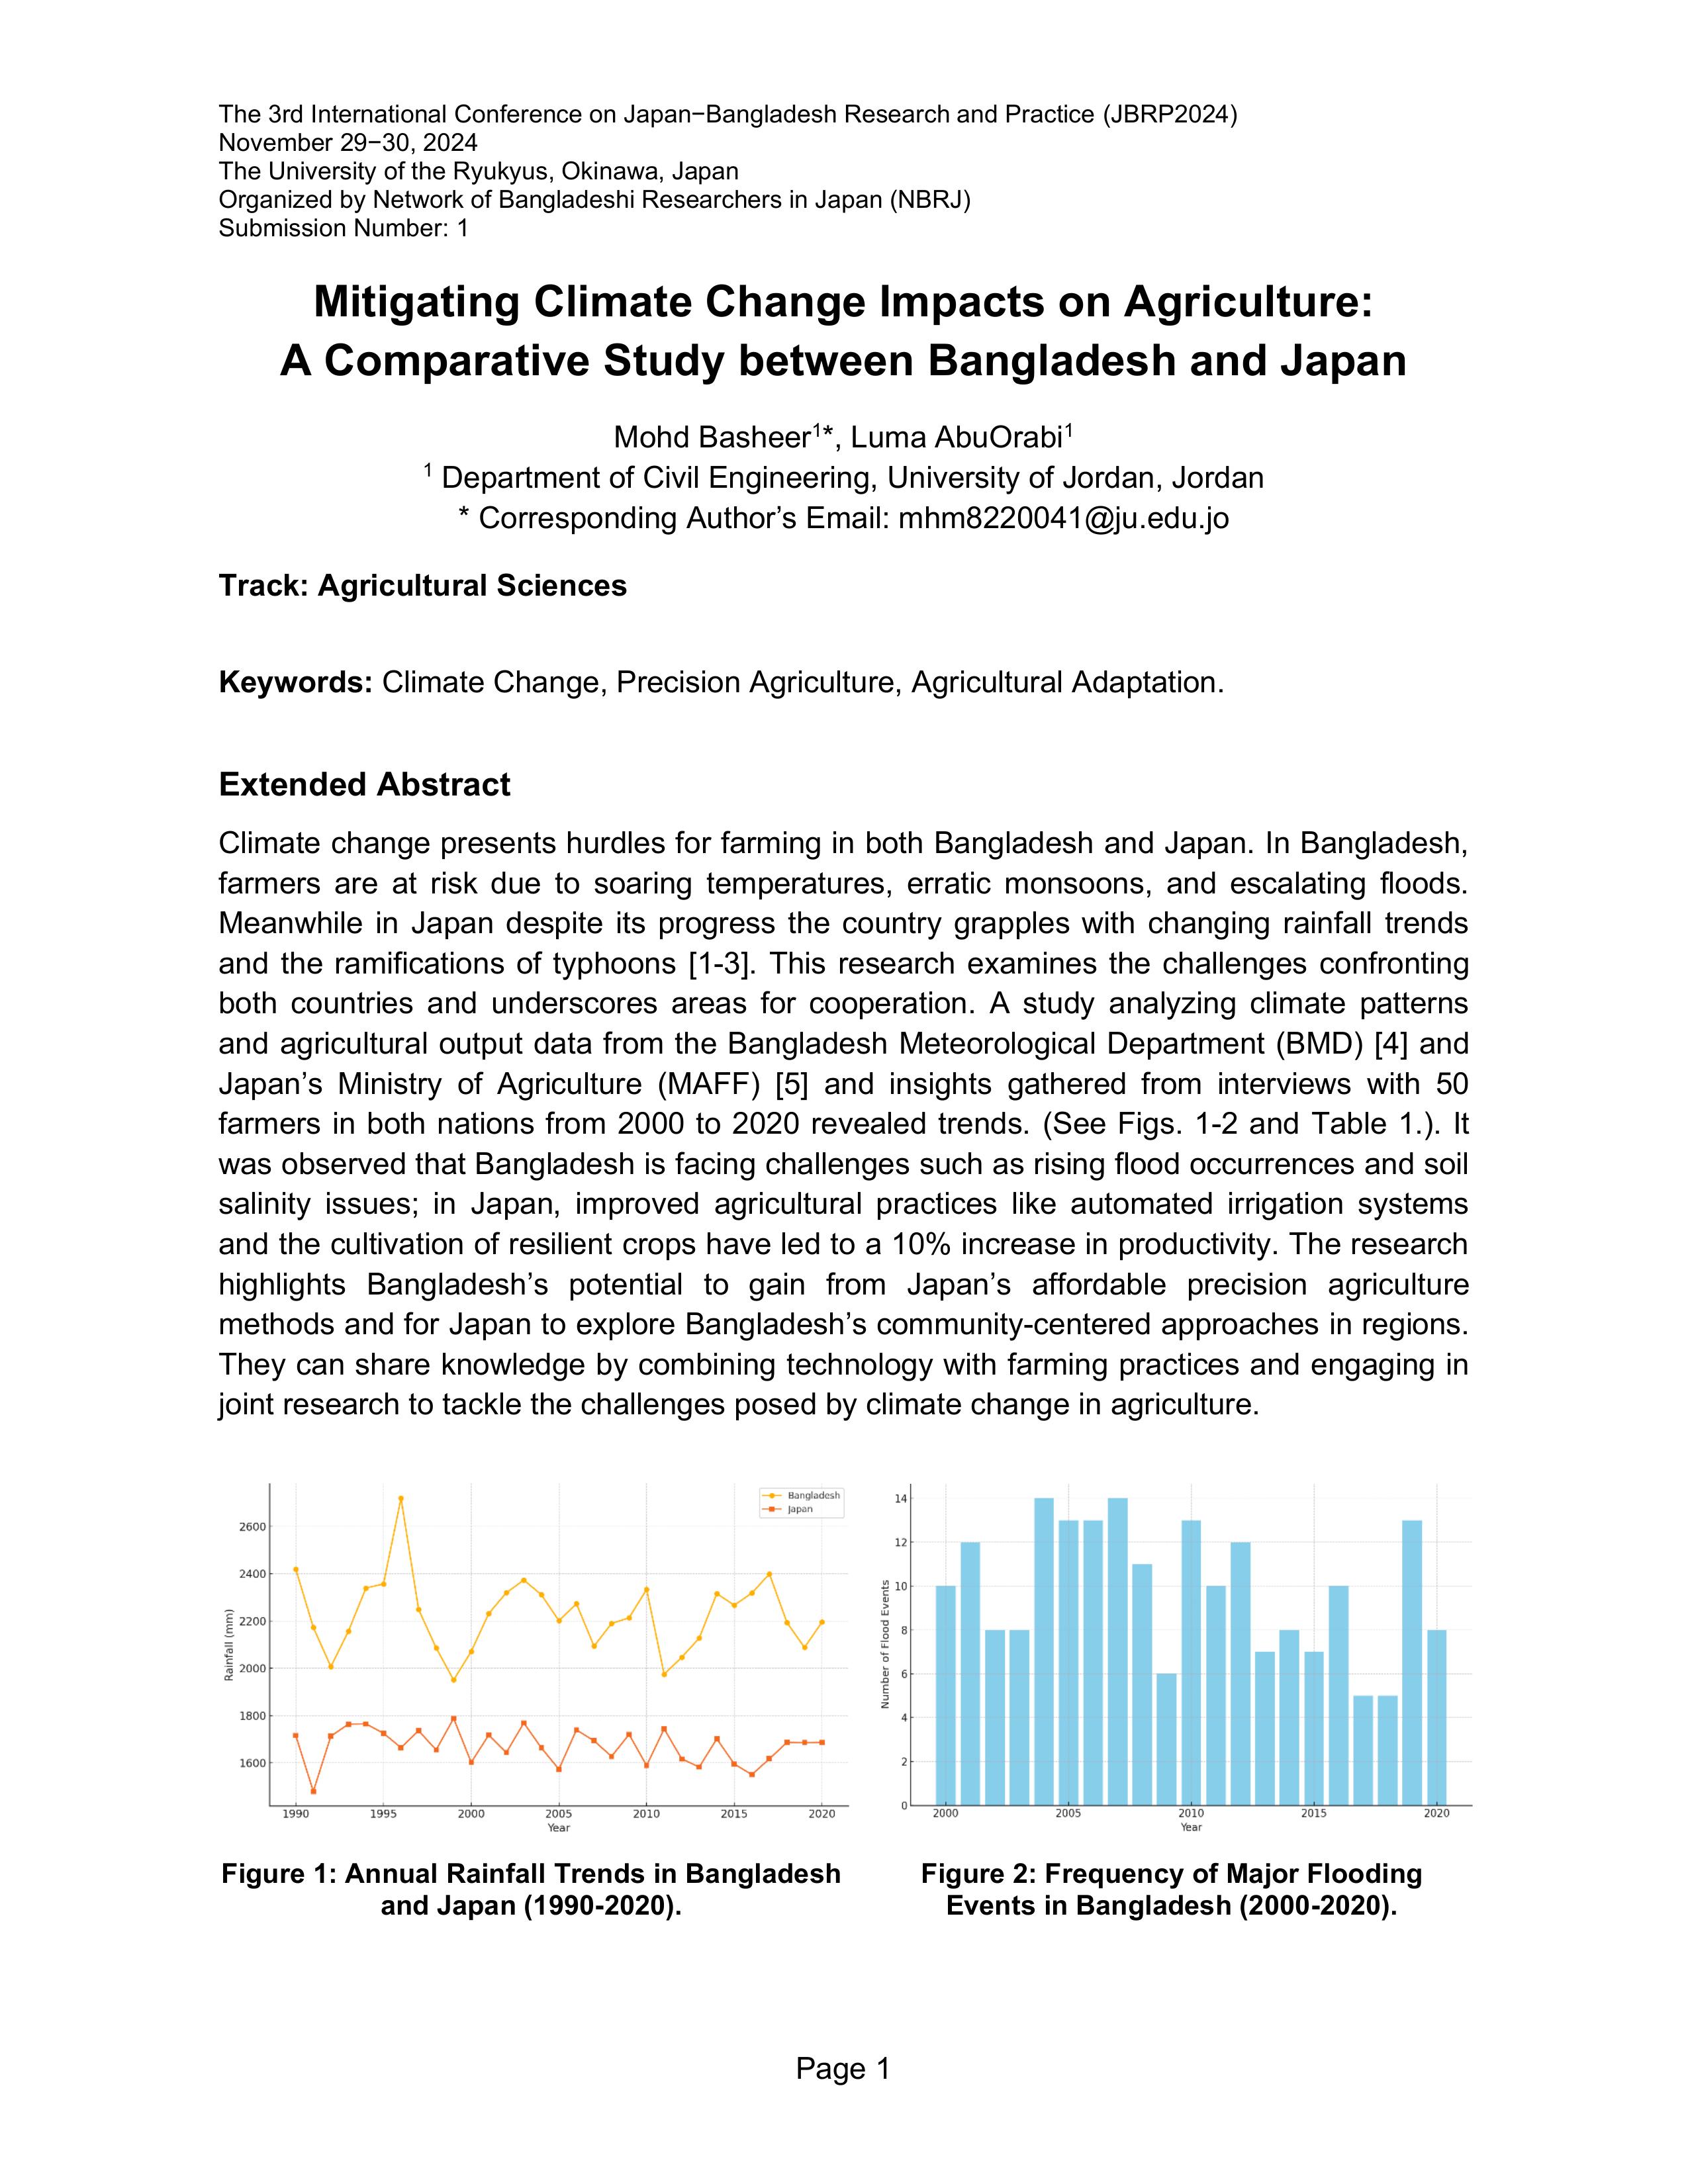 The 3rd International Conference on Japan−Bangladesh Research and Practice (JBRP2024)
November 29−30, 2024
The University of the Ryukyus, Okinawa, Japan
Organized by Network of Bangladeshi Researchers in Japan (NBRJ)
Submission Number: 1
Mitigating Climate Change Impacts on Agriculture:
A Comparative Study between Bangladesh and Japan
Mohd Basheer1*, Luma AbuOrabi1
1 Department of Civil Engineering, University of Jordan, Jordan
* Corresponding Author’s Email: mhm8220041@ju.edu.jo
Track: Agricultural Sciences
Keywords: Climate Change, Precision Agriculture, Agricultural Adaptation.
Extended Abstract
Climate change presents hurdles for farming in both Bangladesh and Japan. In Bangladesh,
farmers are at risk due to soaring temperatures, erratic monsoons, and escalating floods.
Meanwhile in Japan despite its progress the country grapples with changing rainfall trends
and the ramifications of typhoons [1-3]. This research examines the challenges confronting
both countries and underscores areas for cooperation. A study analyzing climate patterns
and agricultural output data from the Bangladesh Meteorological Department (BMD) [4] and
Japan’s Ministry of Agriculture (MAFF) [5] and insights gathered from interviews with 50
farmers in both nations from 2000 to 2020 revealed trends. (See Figs. 1-2 and Table 1.). It
was observed that Bangladesh is facing challenges such as rising flood occurrences and soil
salinity issues; in Japan, improved agricultural practices like automated irrigation systems
and the cultivation of resilient crops have led to a 10% increase in productivity. The research
highlights Bangladesh’s potential to gain from Japan’s affordable precision agriculture
methods and for Japan to explore Bangladesh’s community-centered approaches in regions.
They can share knowledge by combining technology with farming practices and engaging in
joint research to tackle the challenges posed by climate change in agriculture.
Bangladesh
Japan
2600
2400
2200
2000
1800
1600
Rainfall (mm)
1990 1995 2000 2005 2010 2015 2020
Year
14
12
10
8
6
4
2
0
Number of Flood Events
2000 2005 2010 2015 2020
Year
Figure 1: Annual Rainfall Trends in Bangladesh
and Japan (1990-2020).
Figure 2: Frequency of Major Flooding
Events in Bangladesh (2000-2020).
Page 1